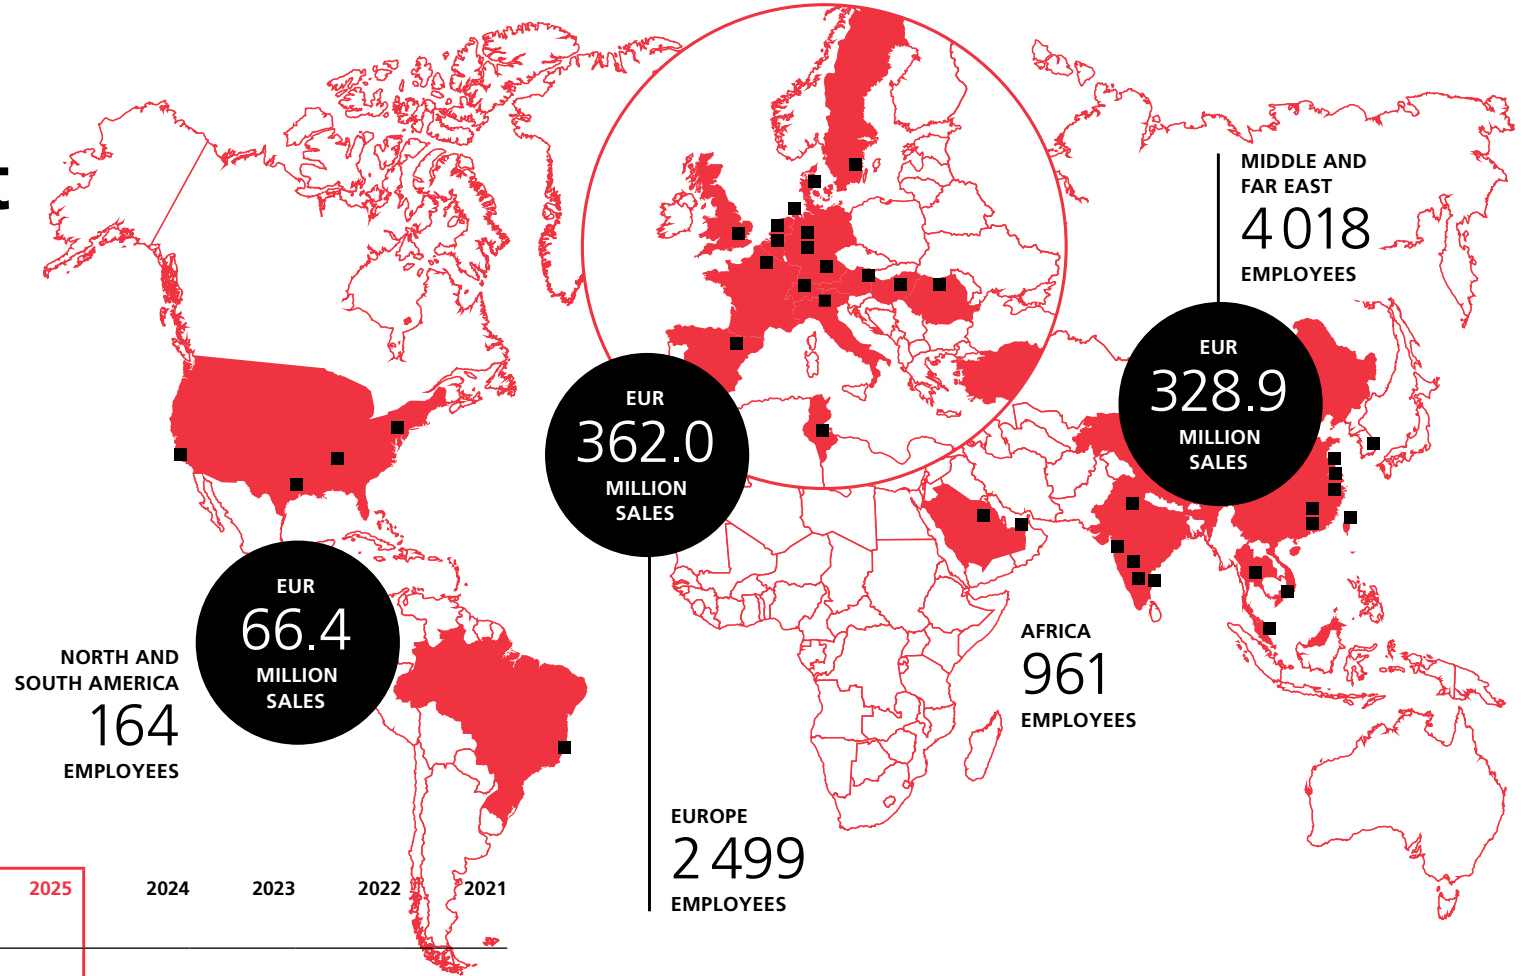 t
MIDDLE AND
FAR EAST
4 018
EMPLOYEES
EUR
328.9
MILLION
SALES
EUR
362.0
MILLION
SALES
EUR
66.4
MILLION
SALES
NORTH AND
SOUTH AMERICA
164
EMPLOYEES
AFRICA
961
EMPLOYEES
EUROPE
2 499
EMPLOYEES
2025 2024 2023 2022 2021